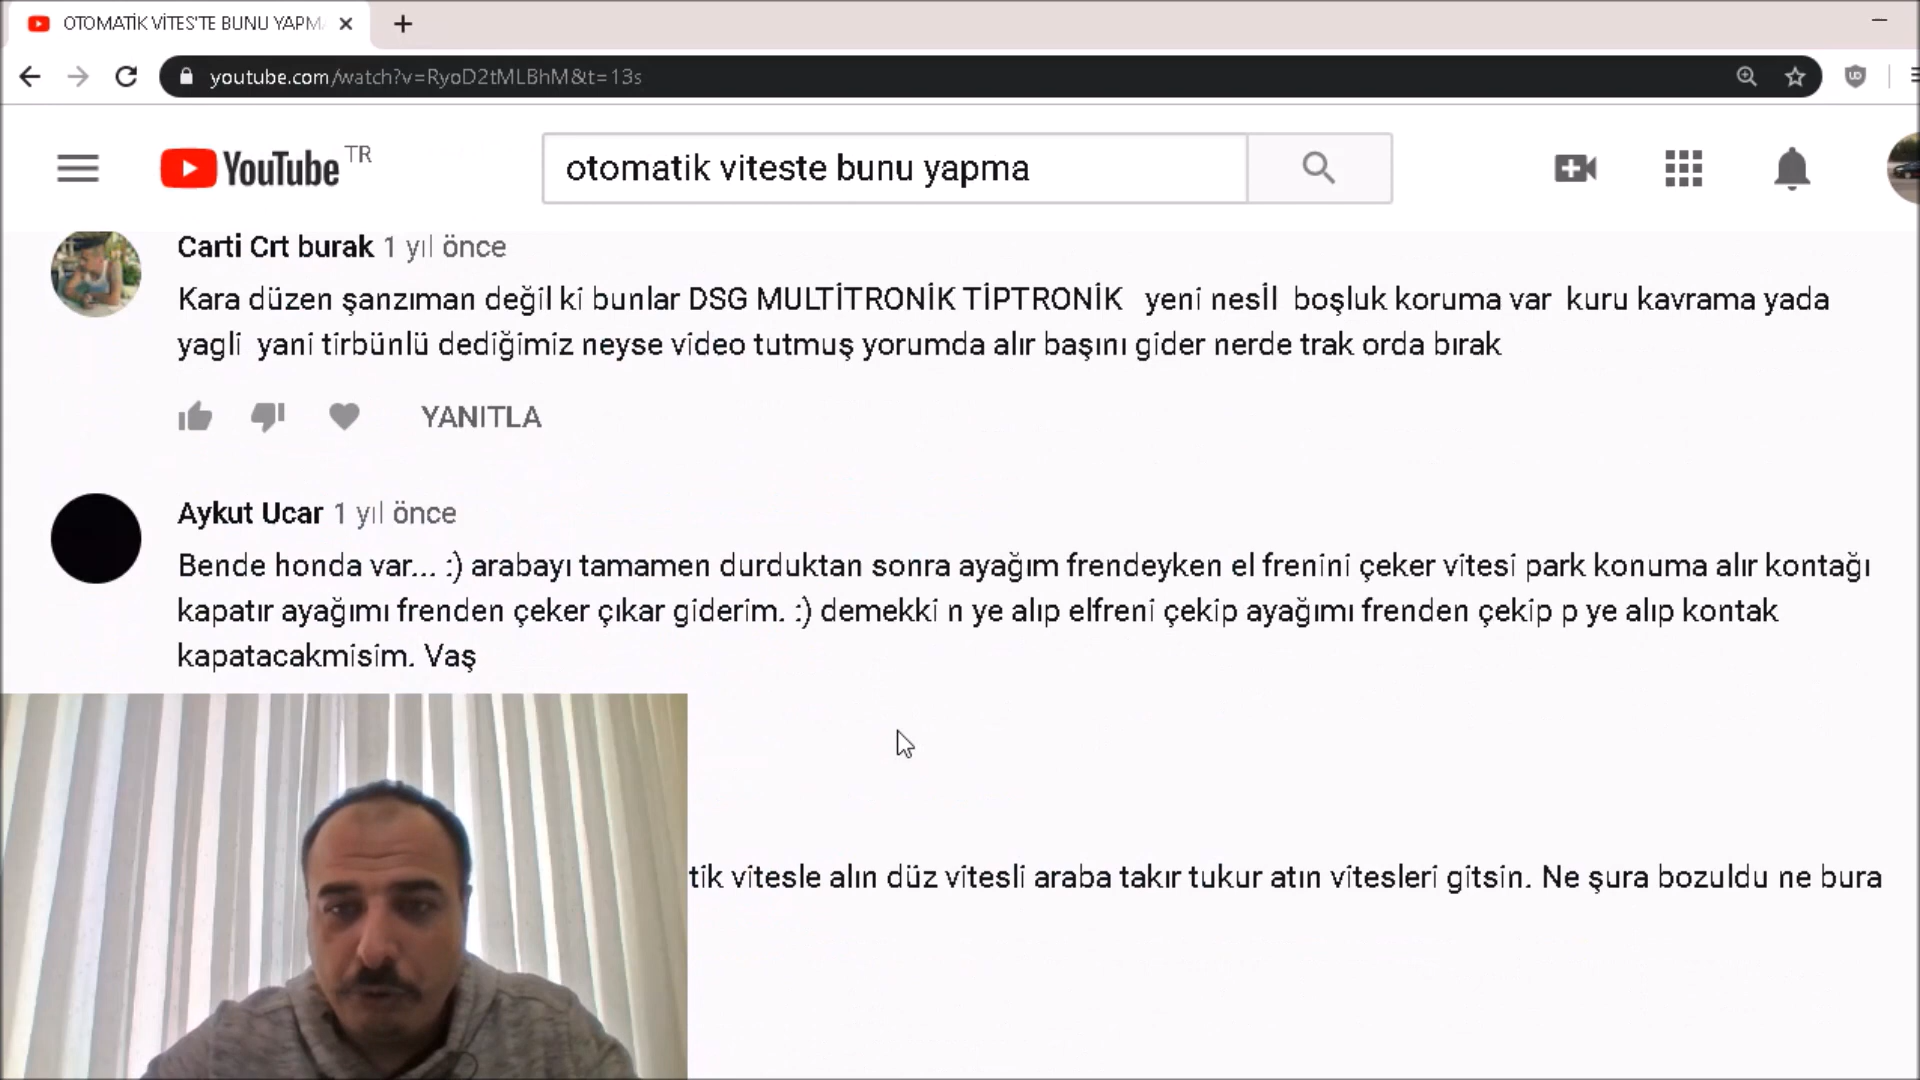 OTOMATİK VİTES'TE BUNU YAPMA
youtube.com/watch?v=RyoD2tMLBhM&t=13s
YouTube TR
otomatik viteste bunu yapma
Carti Crt burak 1 yıl önce
Kara düzen şanzıman değil ki bunlar DSG MULTİTRONİK TİPTRONİK yeni nesİl boşluk koruma var kuru kavrama yada
yagli yani tirbünlü dediğimiz neyse video tutmuş yorumda alır başını gider nerde trak orda bırak
YANITLA
Aykut Ucar 1 yıl önce
Bende honda var... :) arabayı tamamen durduktan sonra ayağım frendeyken el frenini çeker vitesi park konuma alır kontağı
kapatır ayağımı frenden çeker çıkar giderim. :) demekki n ye alıp elfreni çekip ayağımı frenden çekip p ye alıp kontak
kapatacakmisim. Vaş
tik vitesle alın düz vitesli araba takır tukur atın vitesleri gitsin. Ne şura bozuldu ne bura